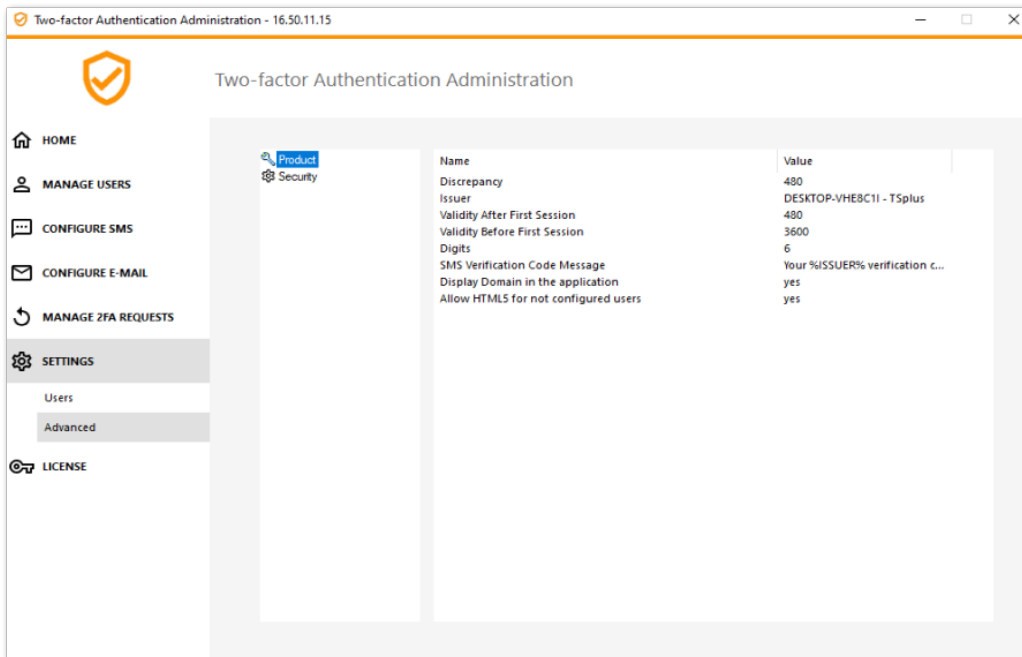 Two-factor Authentication Administration - 16.50.11.15
Two-factor Authentication Administration
HOME
MANAGE USERS
CONFIGURE SMS
CONFIGURE E-MAIL
MANAGE 2FA REQUESTS
SETTINGS
Users
Advanced
LICENSE
Product
Security
Name Value
Discrepancy 480
Issuer DESKTOP-VHE8C1I - TSplus
Validity After First Session 480
Validity Before First Session 3600
Digits 6
SMS Verification Code Message Your %ISSUER% verification c...
Display Domain in the application yes
Allow HTML5 for not configured users yes